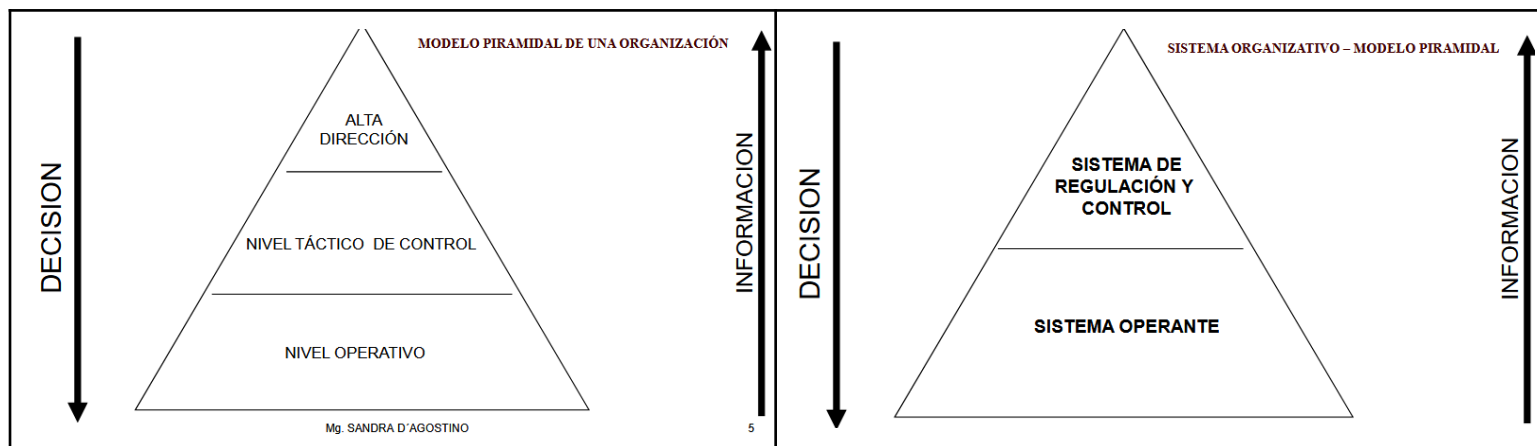 MODELO PIRAMIDAL DE UNA ORGANIZACIÓN
DECISION
ALTA
DIRECCIÓN
NIVEL TÁCTICO DE CONTROL
NIVEL OPERATIVO
INFORMACION
Mg. SANDRA D´AGOSTINO
5
SISTEMA ORGANIZATIVO – MODELO PIRAMIDAL
DECISION
SISTEMA DE
REGULACIÓN Y
CONTROL
SISTEMA OPERANTE
INFORMACION